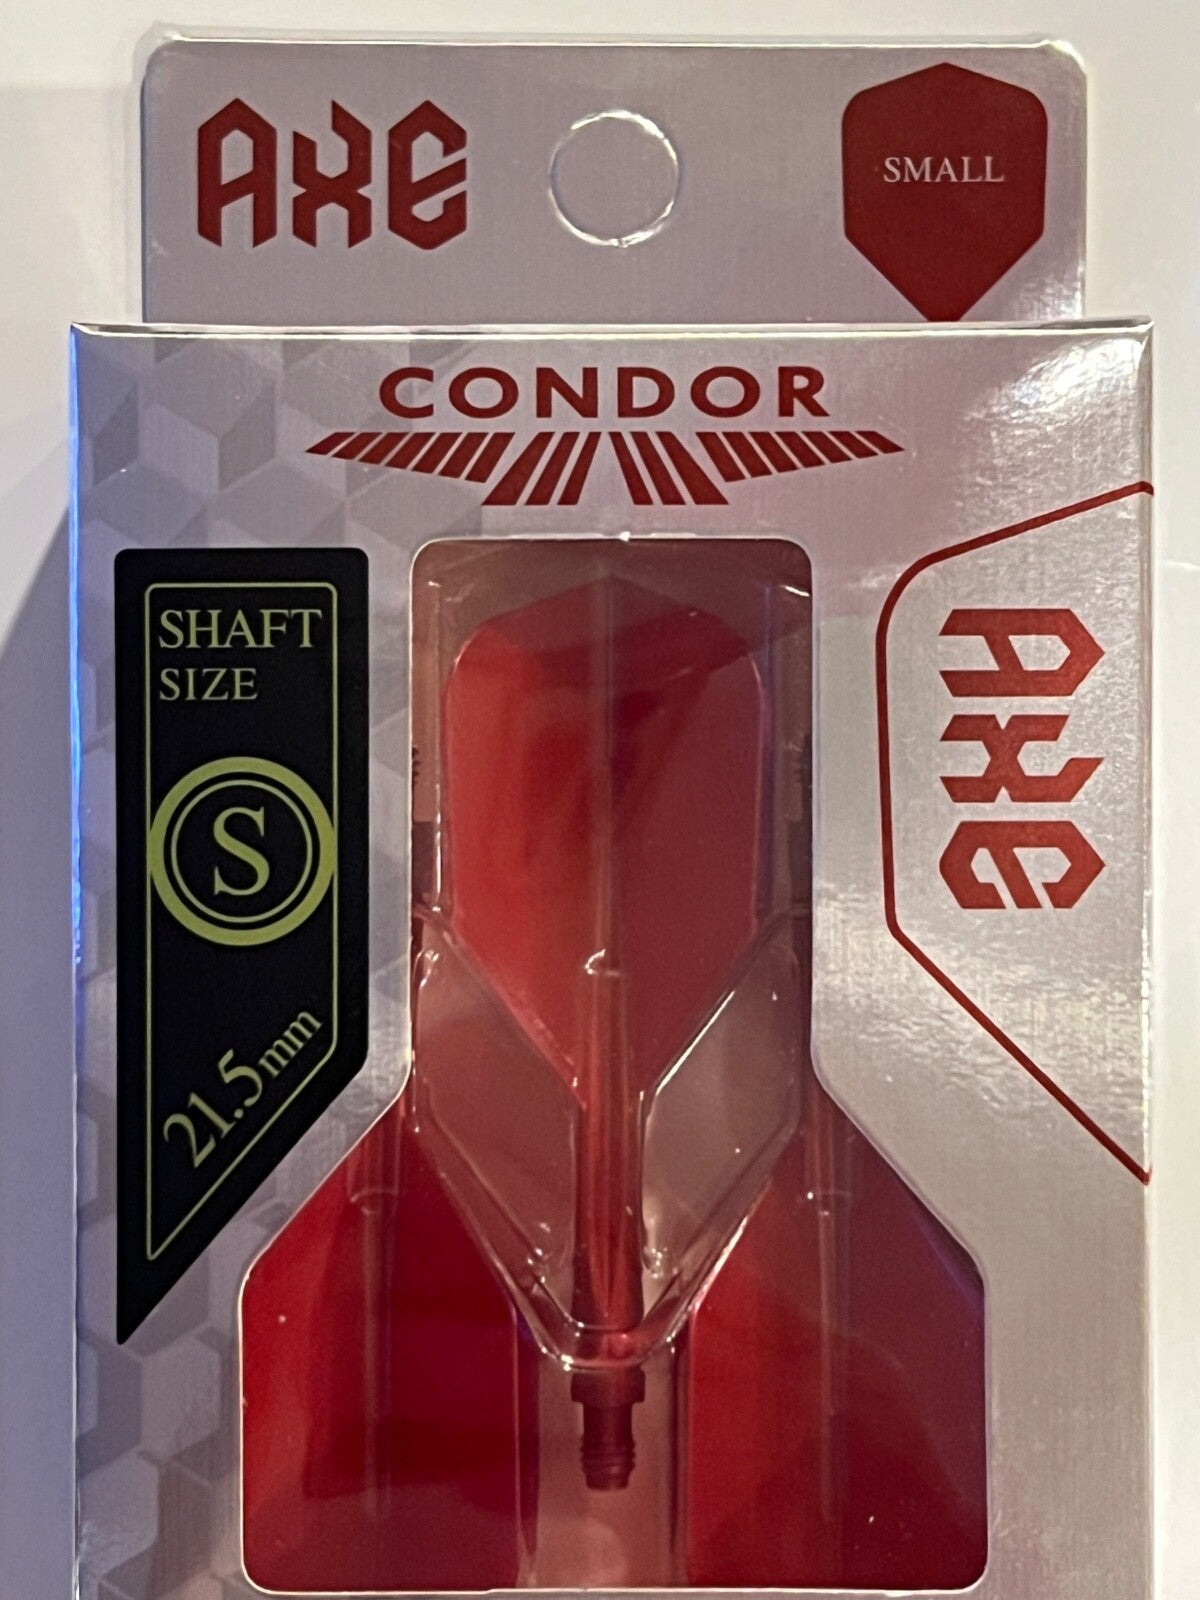 AXE
SMALL
CONDOR
SHAFT
SIZE
S
21.5mm
AXE